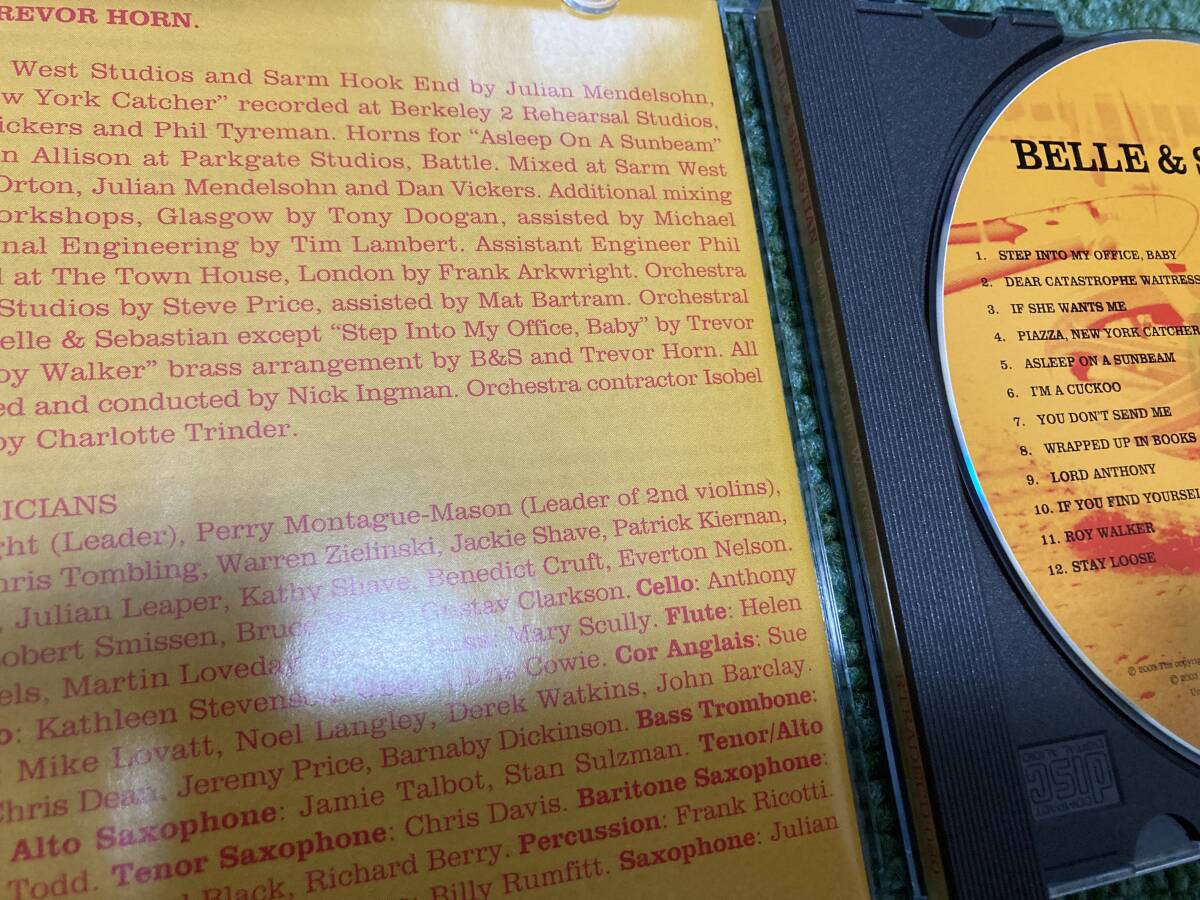 REVOR HORN.
West Studios and Sarm Hook End by Julian Mendelsohn,
w York Catcher” recorded at Berkeley 2 Rehearsal Studios,
ickers and Phil Tyreman. Horns for “Asleep On A Sunbeam”
n Allison at Parkgate Studios, Battle. Mixed at Sarm West
Orton, Julian Mendelsohn and Dan Vickers. Additional mixing
orkshops, Glasgow by Tony Doogan, assisted by Michael
nal Engineering by Tim Lambert. Assistant Engineer Phil
at The Town House, London by Frank Arkwright. Orchestra
Studios by Steve Price, assisted by Mat Bartram. Orchestral
elle & Sebastian except “Step Into My Office, Baby” by Trevor
oy Walker” brass arrangement by B&S and Trevor Horn. All
ed and conducted by Nick Ingman. Orchestra contractor Isobel
by Charlotte Trinder.
SICIANS
ght (Leader), Perry Montague-Mason (Leader of 2nd violins),
hris Tombling, Warren Zielinski, Jackie Shave, Patrick Kiernan,
Julian Leaper, Kathy Shave, Benedict Cruft, Everton Nelson.
obert Smissen, Gustav Clarkson. Cello: Anthony
els, Martin Loveday, Mary Scully. Flute: Helen
o: Kathleen Stevenson. Cowie. Cor Anglais: Sue
Mike Lovatt, Noel Langley, Derek Watkins, John Barclay.
Chris Dean, Jeremy Price, Barnaby Dickinson. Bass Trombone:
Alto Saxophone: Jamie Talbot, Stan Sulzman. Tenor/Alto
Todd. Tenor Saxophone: Chris Davis. Baritone Saxophone:
Black, Richard Berry. Percussion: Frank Ricotti.
Billy Rumfitt. Saxophone: Julian
BELLE & S
1. STEP INTO MY OFFICE, BABY
2. DEAR CATASTROPHE WAITRESS
3. IF SHE WANTS ME
4. PIAZZA, NEW YORK CATCHER
5. ASLEEP ON A SUNBEAM
6. I'M A CUCKOO
7. YOU DON'T SEND ME
8. WRAPPED UP IN BOOKS
9. LORD ANTHONY
10. IF YOU FIND YOURSEL
11. ROY WALKER
12. STAY LOOSE
© 2003
disc